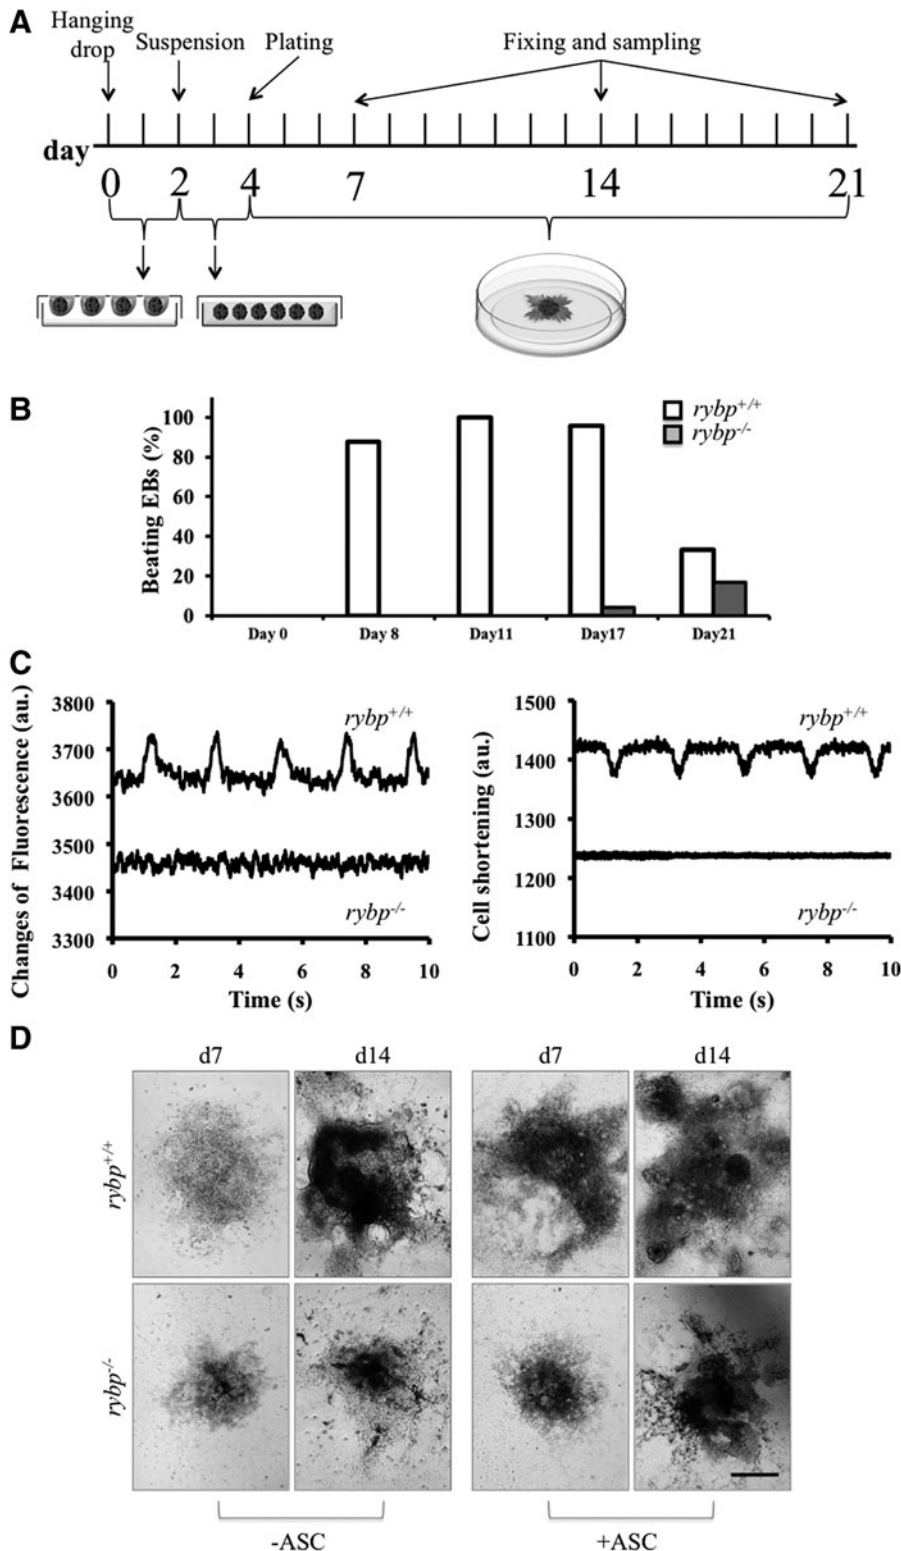 A
Hanging
drop
Suspension
Plating
Fixing and sampling
day
0 2 4 7 14 21
B
Beating EBs (%)
100
80
60
40
20
0
Day 0 Day 8 Day11 Day17 Day21
rybp+/+
rybp-/-
C
Changes of Fluorescence (au.)
3800
3700
3600
3500
3400
3300
rybp+/+
rybp-/-
0 2 4 6 8 10
Time (s)
Cell shortening (au.)
1500
1400
1300
1200
1100
rybp+/+
rybp-/-
0 2 4 6 8 10
Time (s)
D
d7 d14 d7 d14
rybp+/+
rybp-/-
-ASC +ASC